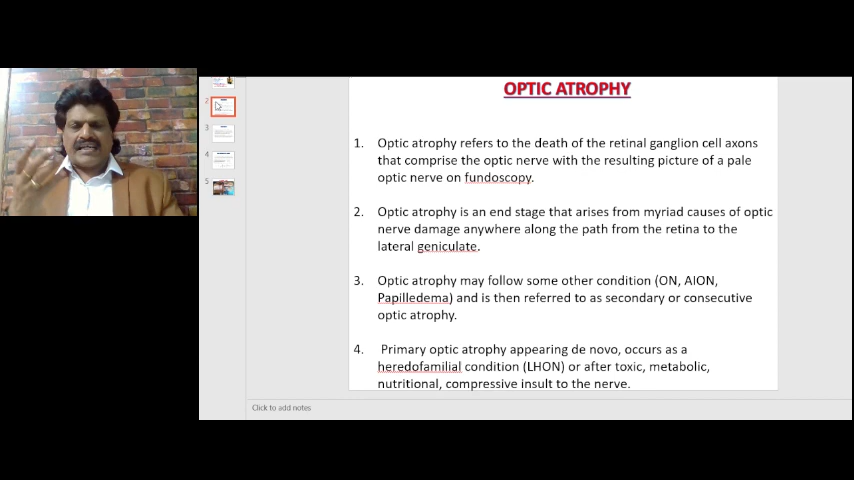 OPTIC ATROPHY
1. Optic atrophy refers to the death of the retinal ganglion cell axons
that comprise the optic nerve with the resulting picture of a pale
optic nerve on fundoscopy.
2. Optic atrophy is an end stage that arises from myriad causes of optic
nerve damage anywhere along the path from the retina to the
lateral geniculate.
3. Optic atrophy may follow some other condition (ON, AION,
Papilledema) and is then referred to as secondary or consecutive
optic atrophy.
4. Primary optic atrophy appearing de novo, occurs as a
heredofamilial condition (LHON) or after toxic, metabolic,
nutritional, compressive insult to the nerve.
2
3
4
5
Click to add notes